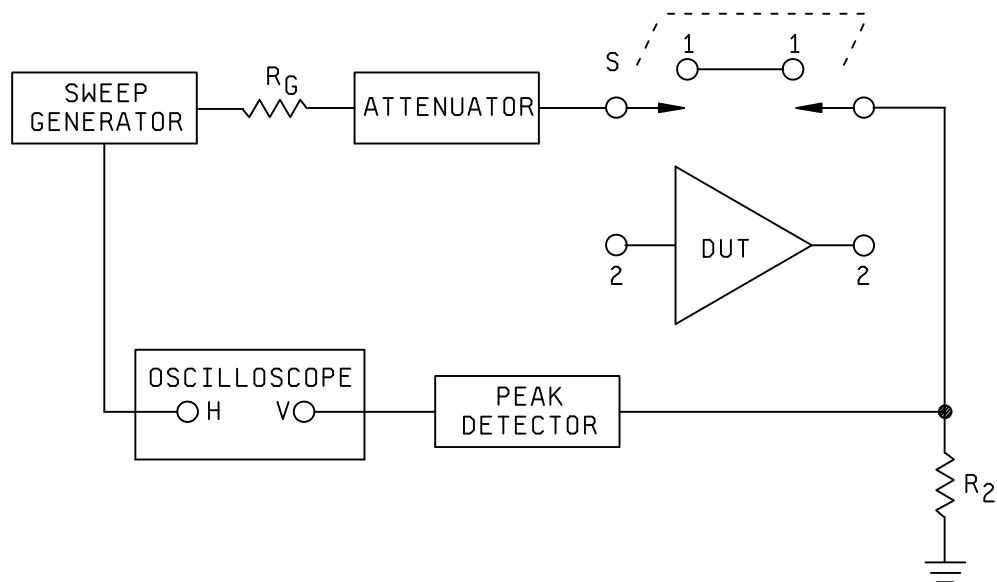 S
1 1
SWEEP
GENERATOR
RG
ATTENUATOR
DUT
2 2
OSCILLOSCOPE
H V
PEAK
DETECTOR
R2